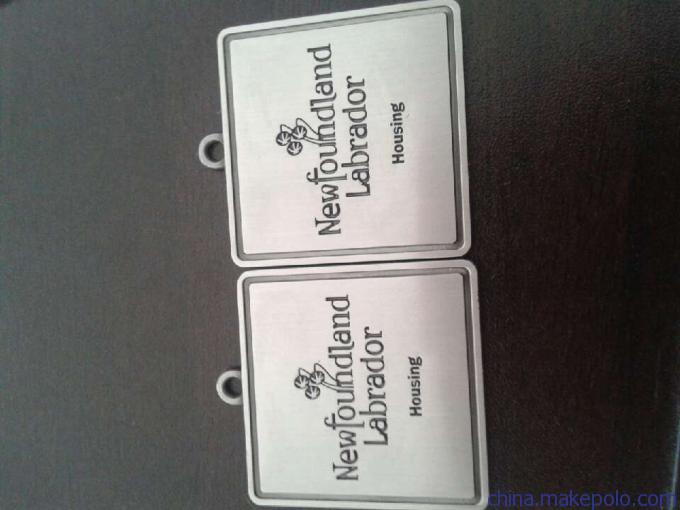 Newfoundland
Labrador
Housing
Newfoundland
Labrador
Housing
china.makepolo.com